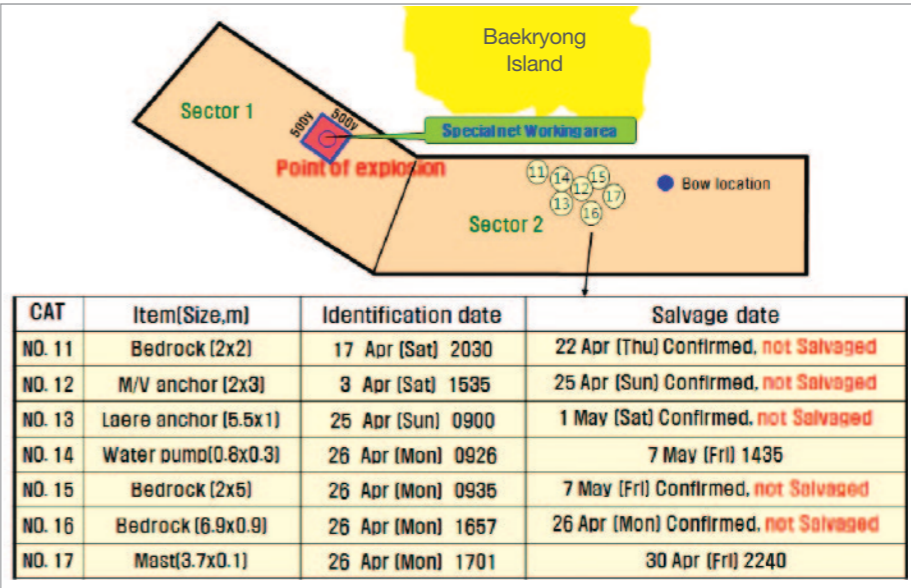 Baekryong
Island
Sector 1
500y
500y
Special net Working area
Point of explosion
11
14
15
12
17
13
16
Bow location
Sector 2
CAT Item(Size,m) Identification date Salvage date
NO. 11 Bedrock (2x2) 17 Apr (Sat) 2030 22 Apr (Thu) Confirmed, not Salvaged
NO. 12 M/V anchor (2x3) 3 Apr (Sat) 1535 25 Apr (Sun) Confirmed, not Salvaged
NO. 13 Laere anchor (5.5x1) 25 Apr (Sun) 0900 1 May (Sat) Confirmed, not Salvaged
NO. 14 Water pump(0.8x0.3) 26 Apr (Mon) 0926 7 May (Fri) 1435
NO. 15 Bedrock (2x5) 26 Apr (Mon) 0935 7 May (Fri) Confirmed, not Salvaged
NO. 16 Bedrock (6.9x0.9) 26 Apr (Mon) 1657 26 Apr (Mon) Confirmed, not Salvaged
NO. 17 Mast(3.7x0.1) 26 Apr (Mon) 1701 30 Apr (Fri) 2240